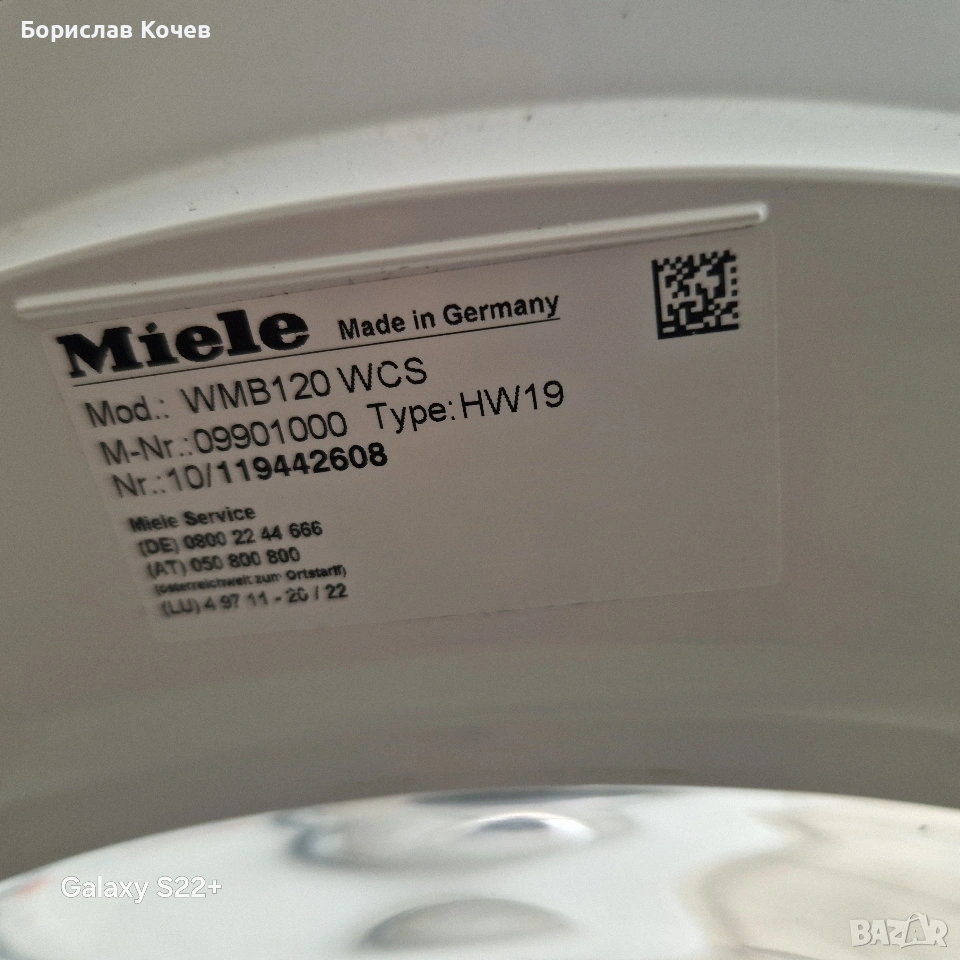 Борислав Кочев
Miele Made in Germany
Mod.: WMB120 WCS
M-Nr.:09901000 Type:HW19
Nr.:10/119442608
Miele Service
(DE) 0800 22 44 666
(AT) 050 800 800
(österreichweit zum Ortstarif)
(LU) 4 97 11 - 20 / 22
Galaxy S22+
BAZAR